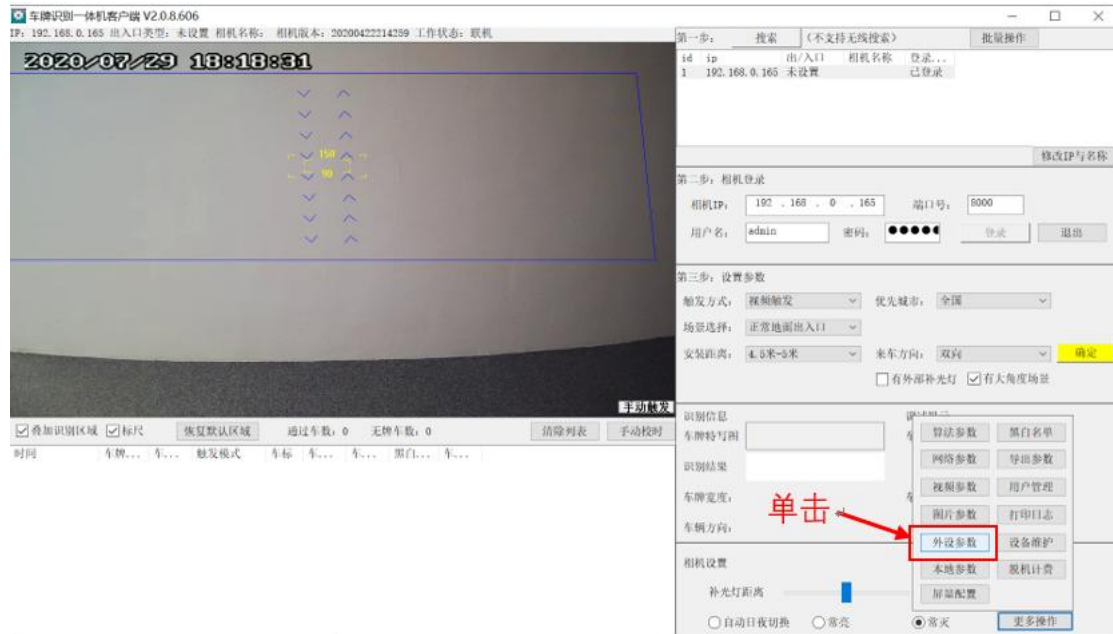 车牌识别一体机客户端 V2.0.8.606
IP: 192.168.0.165 出入口类型: 未设置 相机名称: 相机版本: 20200422214259 工作状态: 联机
2020/07/29 18:18:31
150
90
手动触发
叠加识别区域 标尺 恢复默认区域 通过车数: 0 无牌车数: 0 清除列表 手动校时
时间 车牌... 车... 触发模式 车标 车... 车... 黑白... 车...
第一步: 搜索 (不支持无线搜索) 批量操作
id ip 出/入口 相机名称 登录...
1 192.168.0.165 未设置 已登录
修改IP与名称
第二步: 相机登录
相机IP: 192 . 168 . 0 . 165 端口号: 8000
用户名: admin 密码: 登录 退出
第三步: 设置参数
触发方式: 视频触发 优先城市: 全国
场景选择: 正常地面出入口
安装距离: 4.5米-5米 来车方向: 双向 确定
有外部补光灯 有大角度场景
识别信息
车牌特写图
识别结果
车牌宽度:
车辆方向:
单击
算法参数 黑白名单
网络参数 导出参数
视频参数 用户管理
图片参数 打印日志
外设参数 设备维护
本地参数 脱机计费
屏显配置
相机设置
补光灯距离
自动日夜切换 常亮 常灭 更多操作